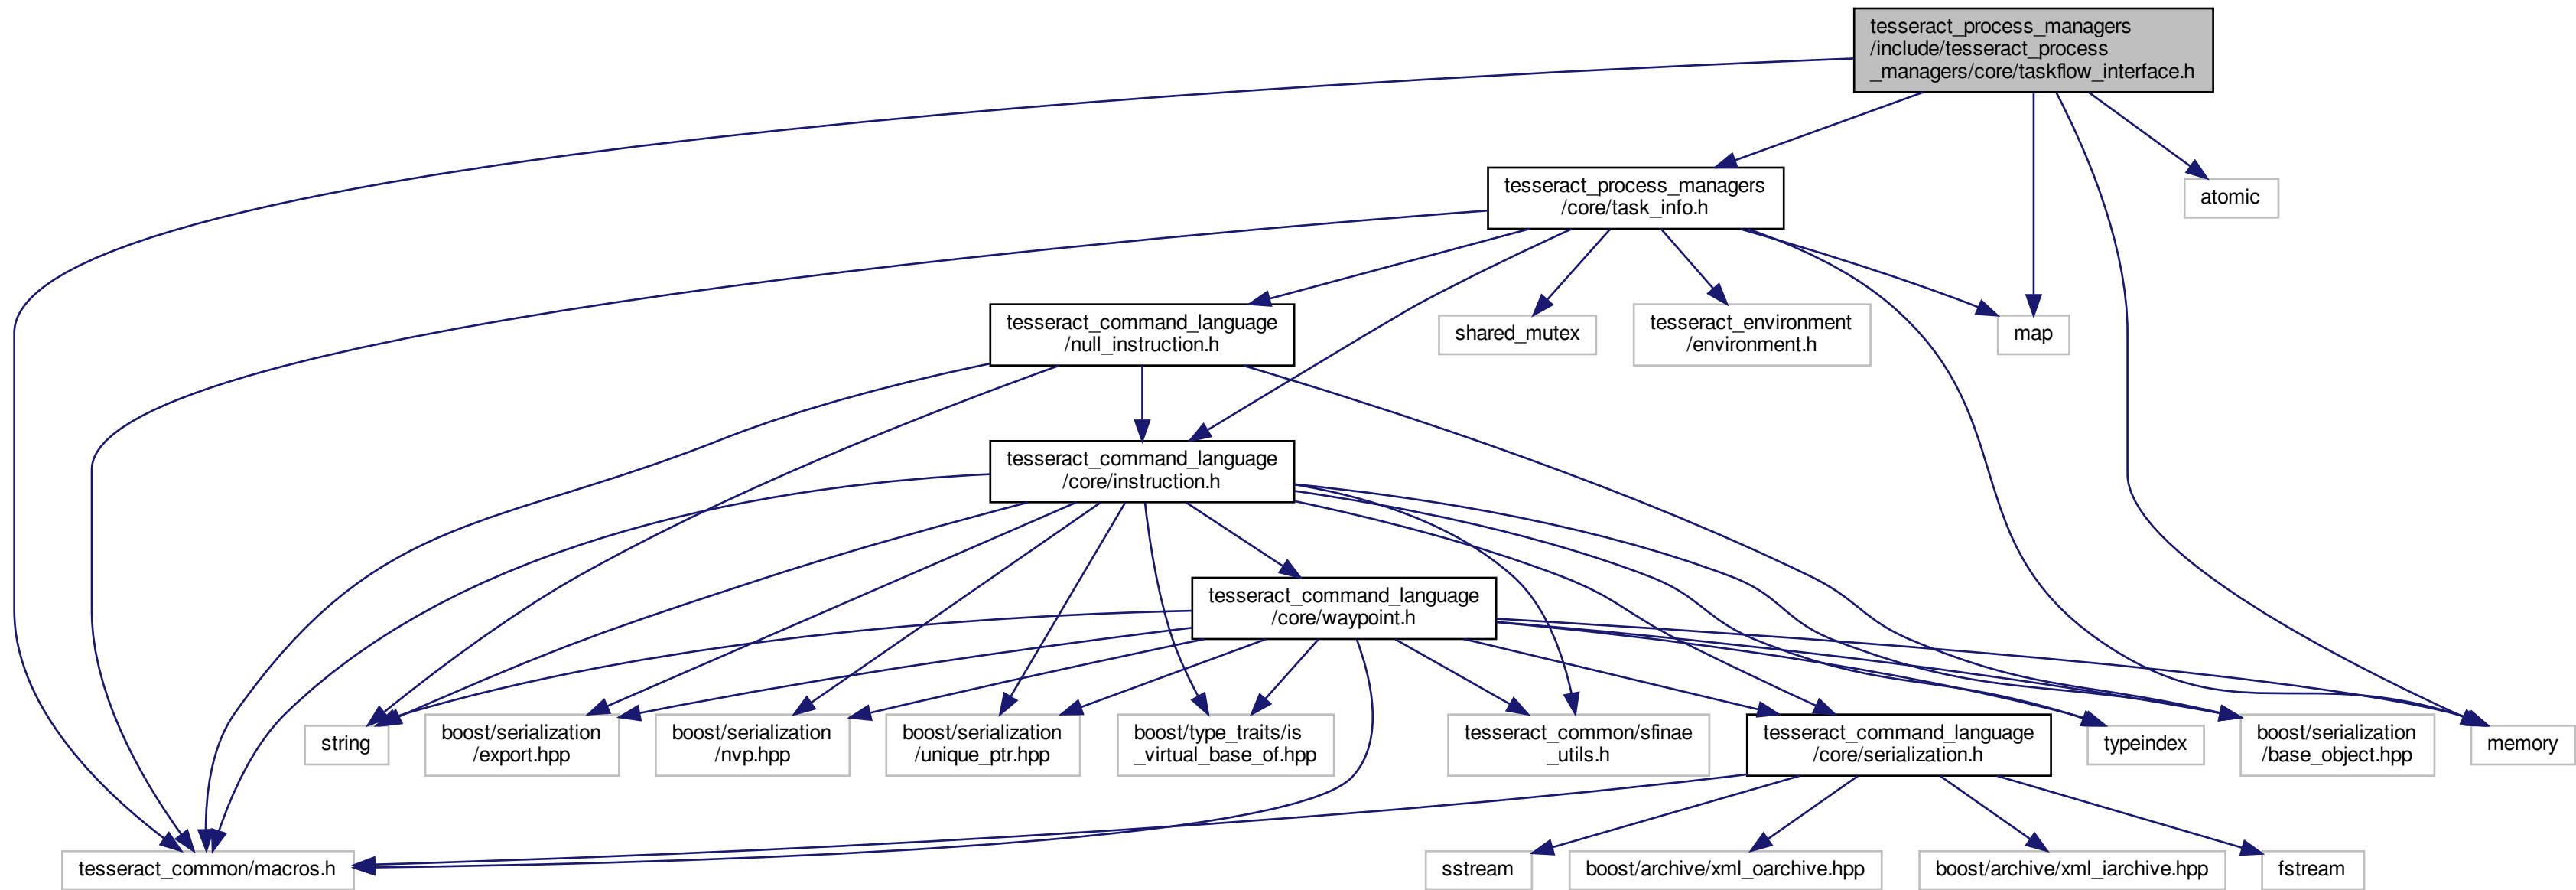 tesseract_process_managers
/include/tesseract_process
_managers/core/taskflow_interface.h
tesseract_process_managers
/core/task_info.h
atomic
tesseract_command_language
/null_instruction.h
shared_mutex
tesseract_environment
/environment.h
map
tesseract_command_language
/core/instruction.h
tesseract_command_language
/core/waypoint.h
string
boost/serialization
/export.hpp
boost/serialization
/nvp.hpp
boost/serialization
/unique_ptr.hpp
boost/type_traits/is
_virtual_base_of.hpp
tesseract_common/sfinae
_utils.h
tesseract_command_language
/core/serialization.h
typeindex
boost/serialization
/base_object.hpp
memory
tesseract_common/macros.h
sstream
boost/archive/xml_oarchive.hpp
boost/archive/xml_iarchive.hpp
fstream